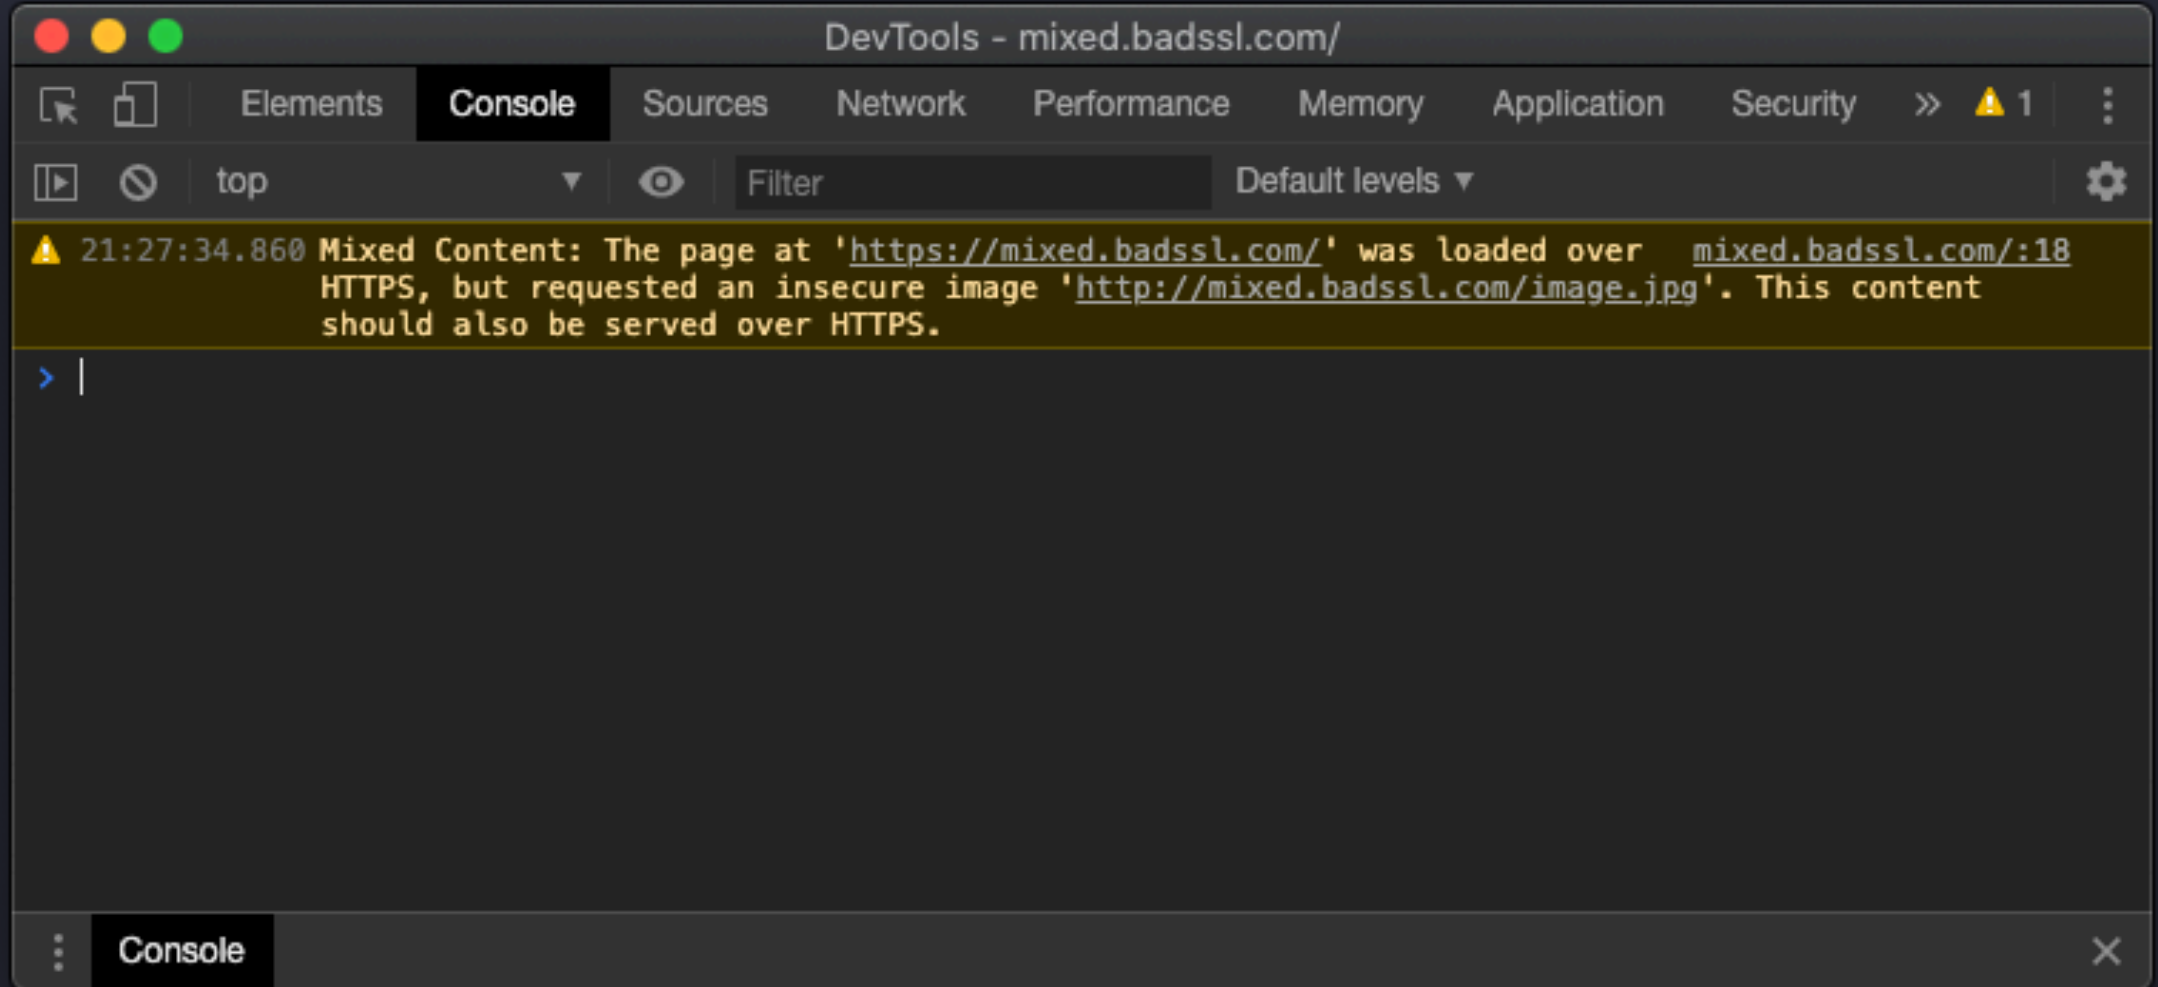 DevTools - mixed.badssl.com/
Elements Console Sources Network Performance Memory Application Security » 1
top Filter Default levels
21:27:34.860 Mixed Content: The page at 'https://mixed.badssl.com/' was loaded over mixed.badssl.com/:18
HTTPS, but requested an insecure image 'http://mixed.badssl.com/image.jpg'. This content
should also be served over HTTPS.
>
Console